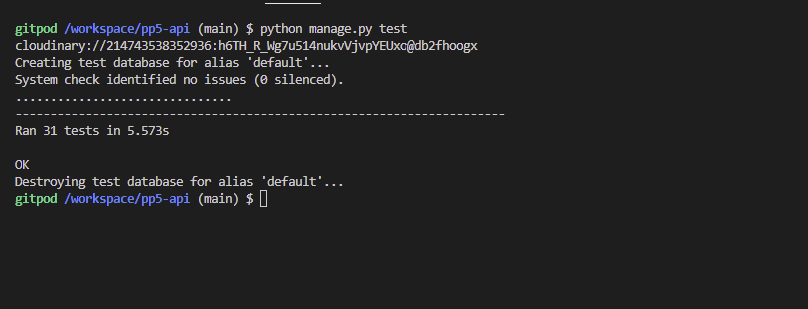 gitpod /workspace/pp5-api (main) $ python manage.py test
cloudinary://214743538352936:h6TH_R_Wg7u514nukvVjvpYEUxo@db2fhoogx
Creating test database for alias 'default'...
System check identified no issues (0 silenced).
...............................
----------------------------------------------------------------------
Ran 31 tests in 5.573s
OK
Destroying test database for alias 'default'...
gitpod /workspace/pp5-api (main) $